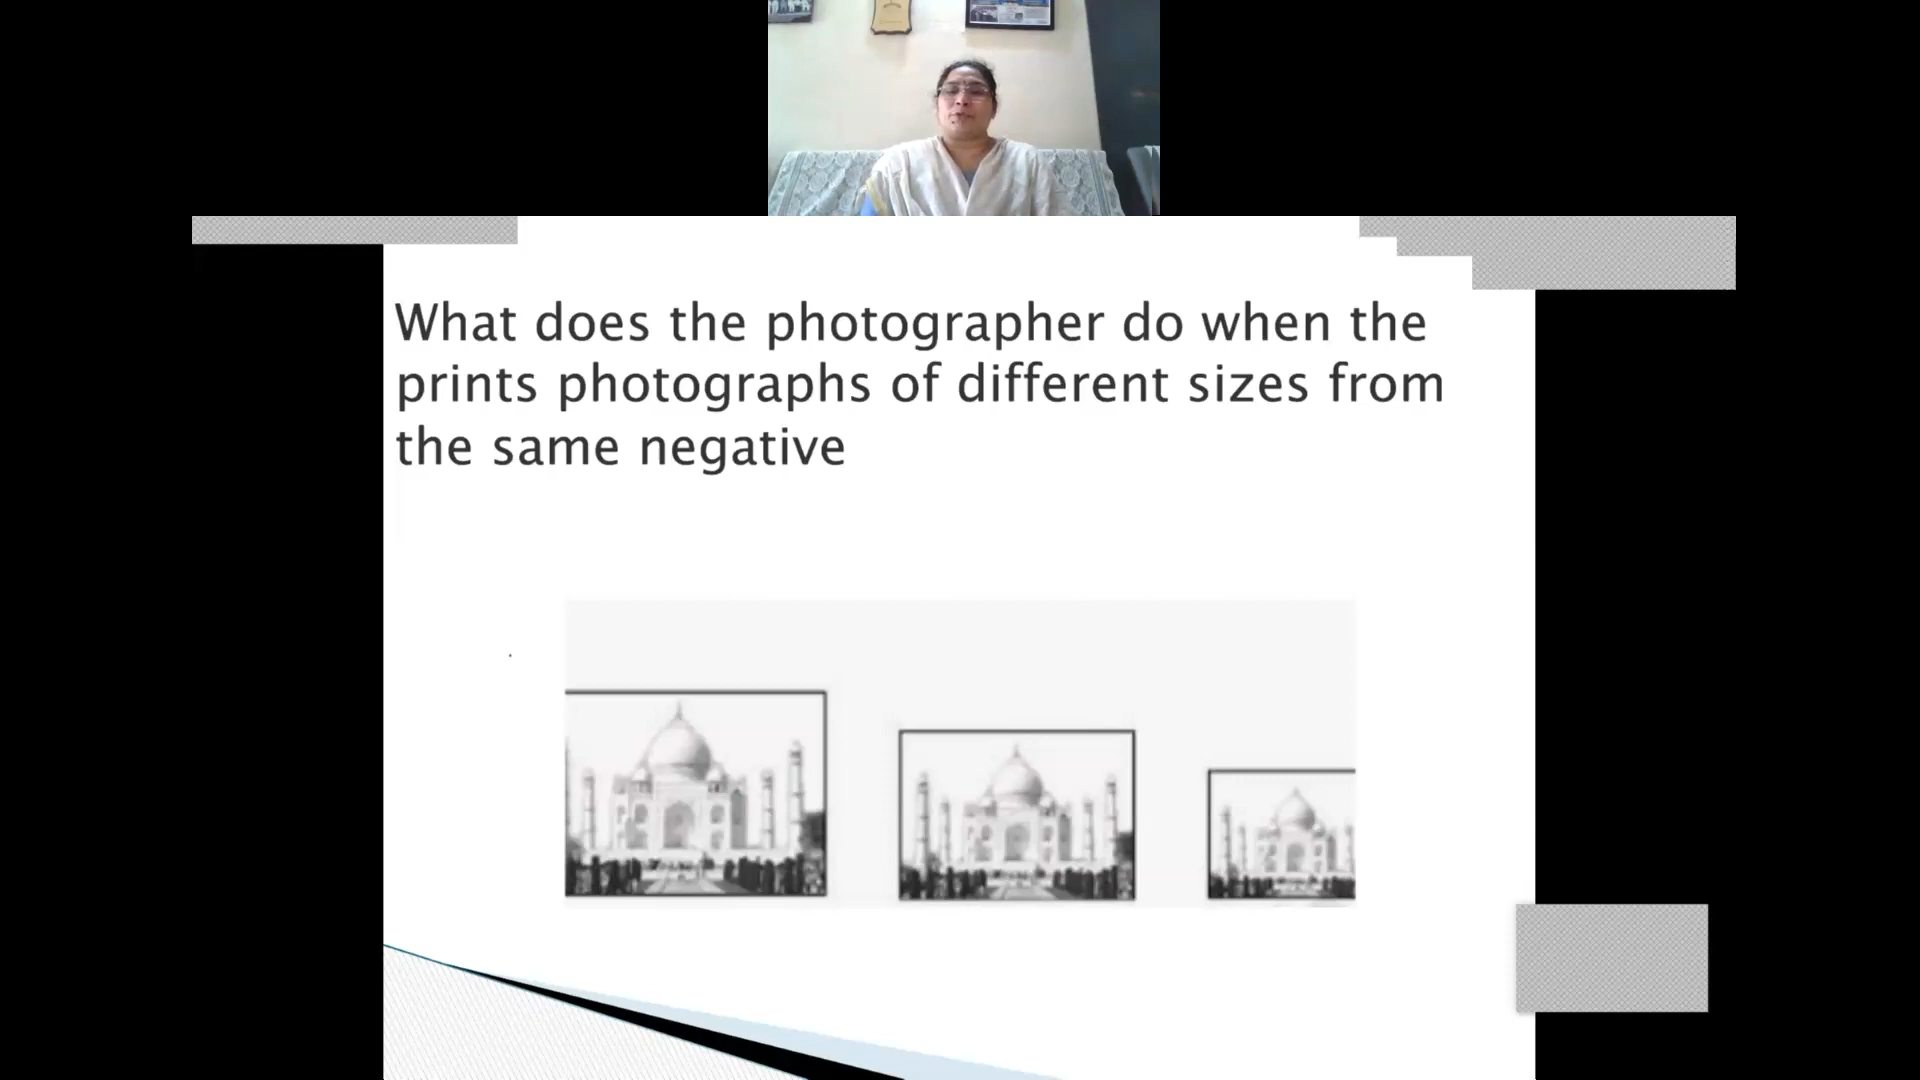 What does the photographer do when the
prints photographs of different sizes from
the same negative